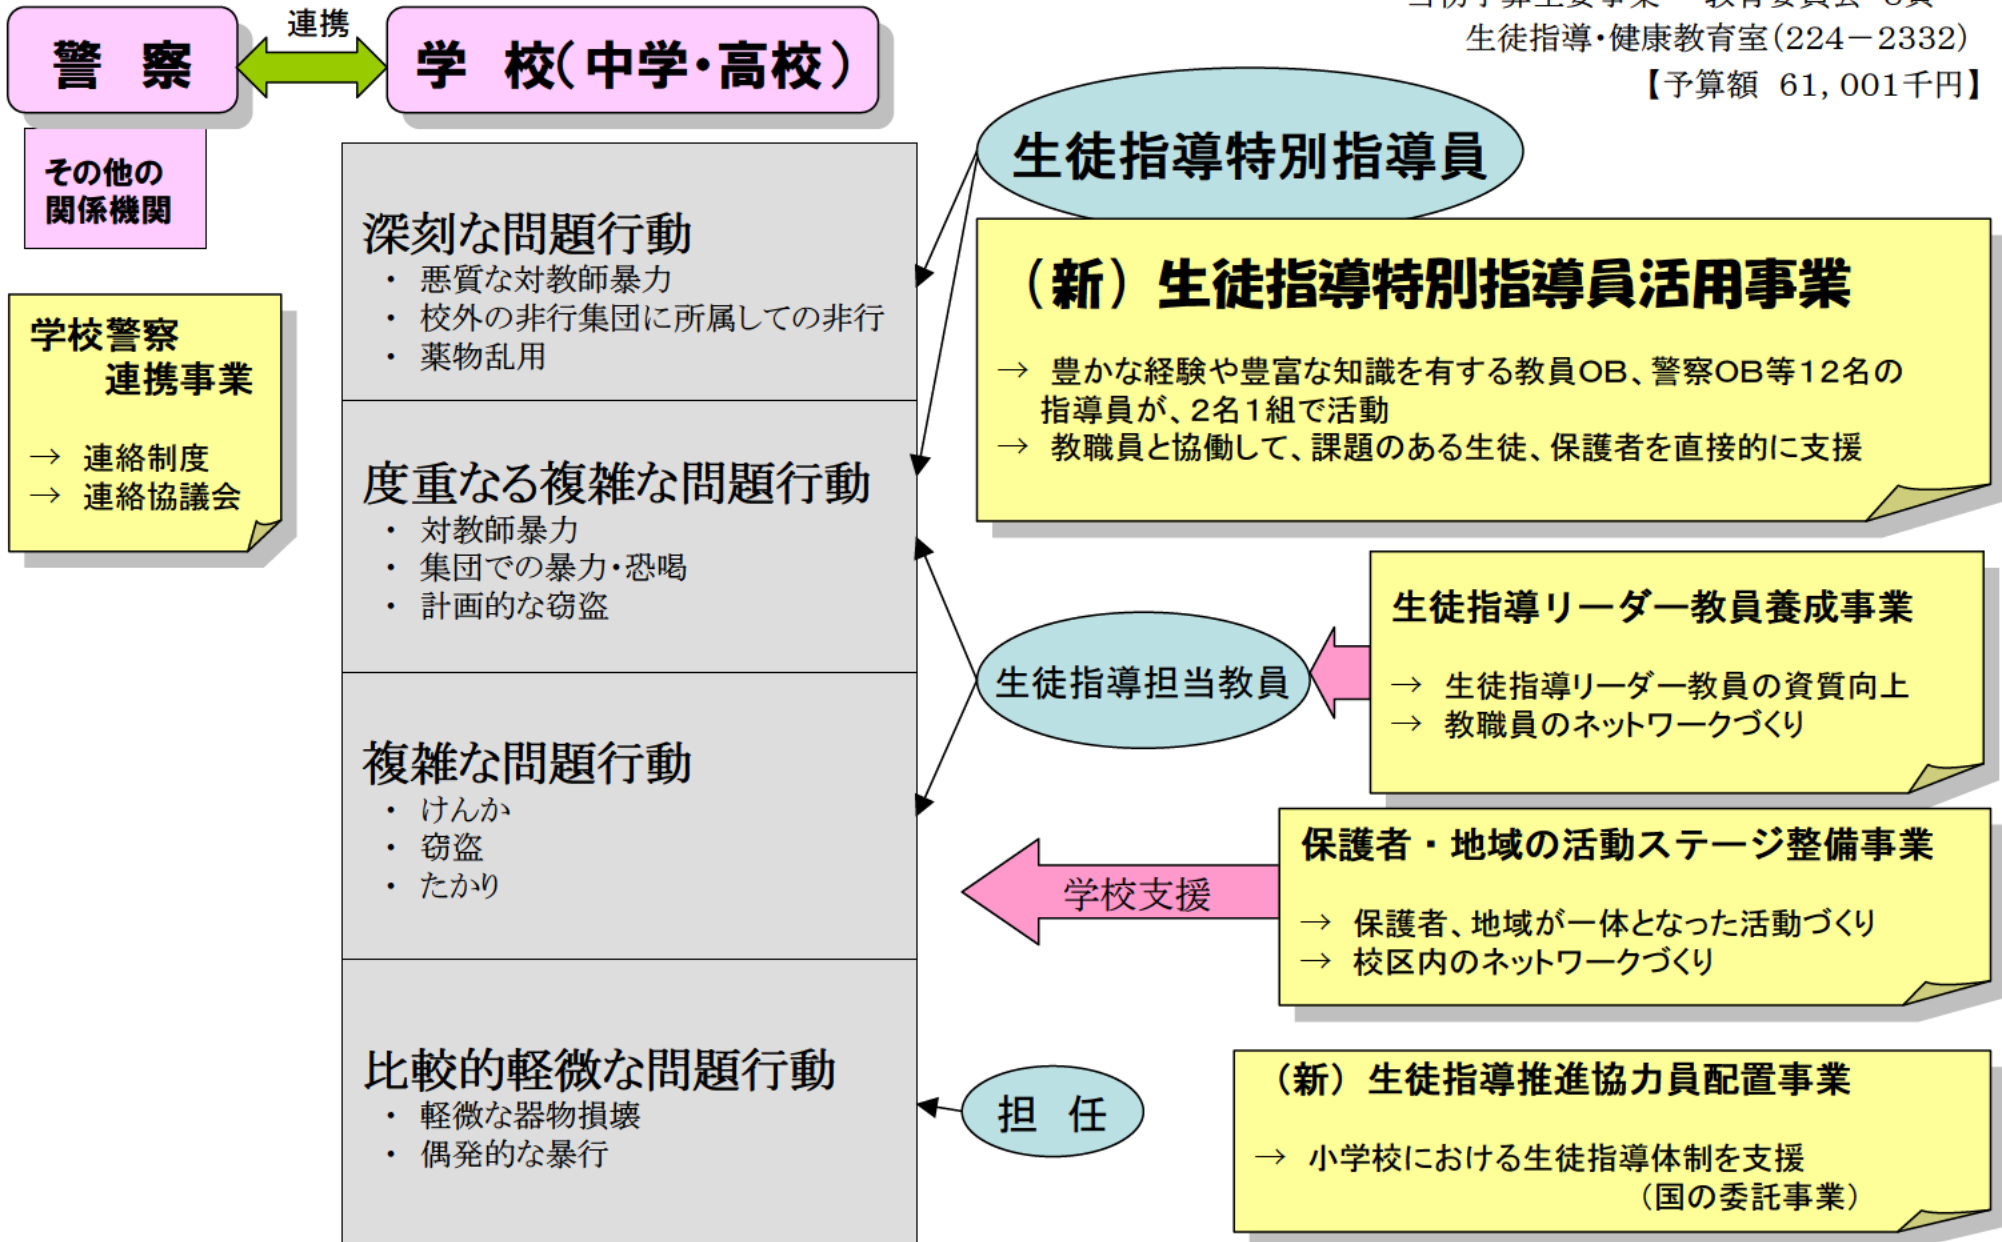 生徒指導・健康教育室(224－2332)
【予算額 61,001千円】
警 察
連携
学 校(中学・高校)
その他の
関係機関
学校警察
連携事業
→ 連絡制度
→ 連絡協議会
深刻な問題行動
・ 悪質な対教師暴力
・ 校外の非行集団に所属しての非行
・ 薬物乱用
度重なる複雑な問題行動
・ 対教師暴力
・ 集団での暴力・恐喝
・ 計画的な窃盗
複雑な問題行動
・ けんか
・ 窃盗
・ たかり
比較的軽微な問題行動
・ 軽微な器物損壊
・ 偶発的な暴行
生徒指導特別指導員
（新）生徒指導特別指導員活用事業
→ 豊かな経験や豊富な知識を有する教員ＯＢ、警察ＯＢ等１２名の
指導員が、２名１組で活動
→ 教職員と協働して、課題のある生徒、保護者を直接的に支援
生徒指導担当教員
生徒指導リーダー教員養成事業
→ 生徒指導リーダー教員の資質向上
→ 教職員のネットワークづくり
学校支援
保護者・地域の活動ステージ整備事業
→ 保護者、地域が一体となった活動づくり
→ 校区内のネットワークづくり
担 任
（新）生徒指導推進協力員配置事業
→ 小学校における生徒指導体制を支援
（国の委託事業）